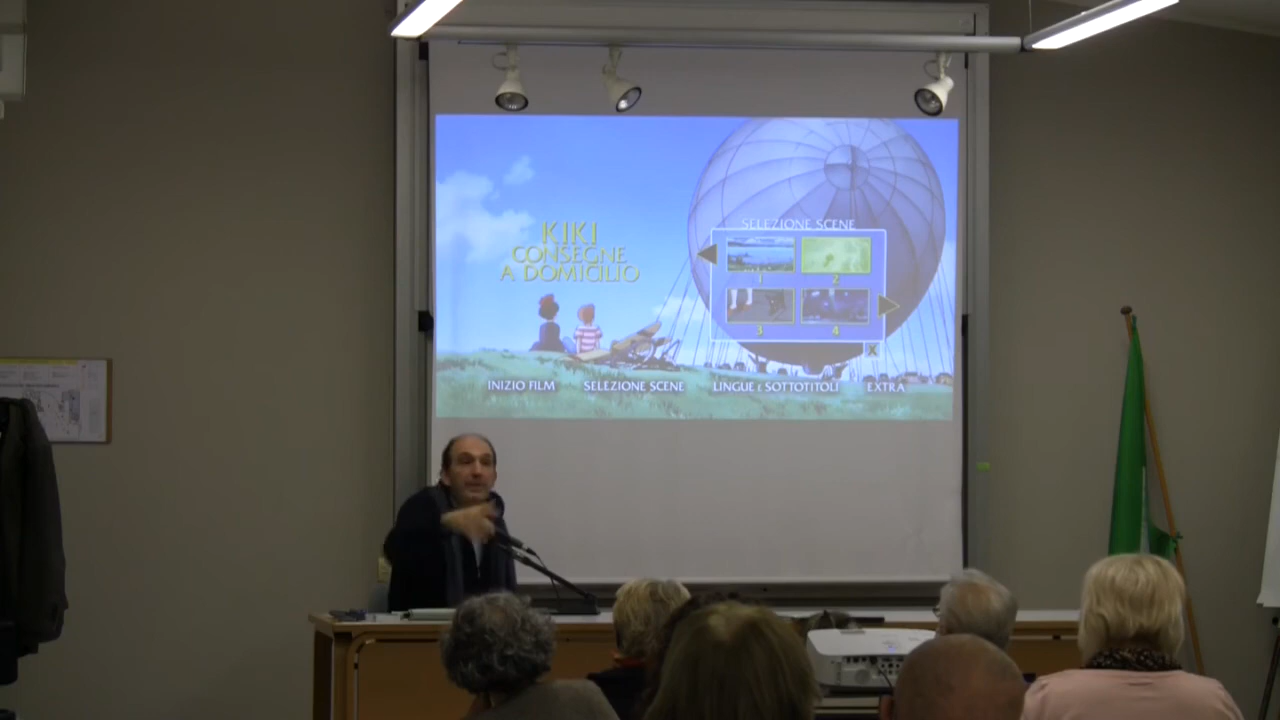 SELEZIONE SCENE
KIKI
CONSEGNE
A DOMICILIO
1
2
3
4
X
INIZIO FILM
SELEZIONE SCENE
LINGUE E SOTTOTITOLI
EXTRA